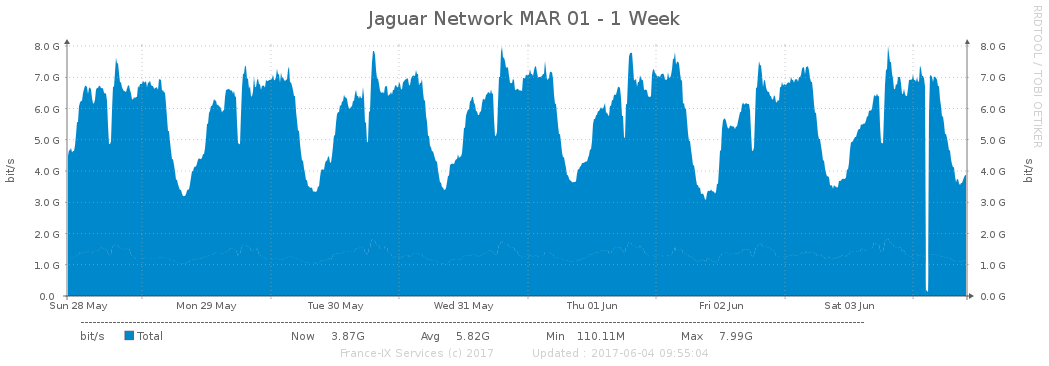 Jaguar Network MAR 01 - 1 Week
RRDTOOL / TOBI OETIKER
8.0 G 8.0 G
7.0 G 7.0 G
6.0 G 6.0 G
5.0 G 5.0 G
4.0 G 4.0 G
3.0 G 3.0 G
2.0 G 2.0 G
1.0 G 1.0 G
0.0 0.0 G
bit/s
bit/s
Sun 28 May Mon 29 May Tue 30 May Wed 31 May Thu 01 Jun Fri 02 Jun Sat 03 Jun
bit/s Total Now 3.87G Avg 5.82G Min 110.11M Max 7.99G
France-IX Services (c) 2017 Updated : 2017-06-04 09:55:04